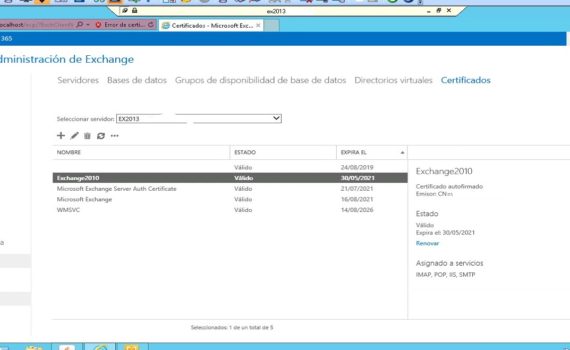 ex2013
ocalhost/ecp/?ExchClientV
Error de certi...
Certificados - Microsoft Exc...
365
dministración de Exchange
Servidores Bases de datos Grupos de disponibilidad de base de datos Directorios virtuales Certificados
Seleccionar servidor: EX2013
NOMBRE ESTADO EXPIRA EL
Válido 24/08/2019
Exchange2010 Válido 30/05/2021
Microsoft Exchange Server Auth Certificate Válido 21/07/2021
Microsoft Exchange Válido 16/08/2021
WMSVC Válido 14/08/2026
Exchange2010
Certificado autofirmado
Emisor: CN=
Estado
Válido
Expira el: 30/05/2021
Renovar
Asignado a servicios
IMAP, POP, IIS, SMTP
Seleccionados: 1 de un total de 5